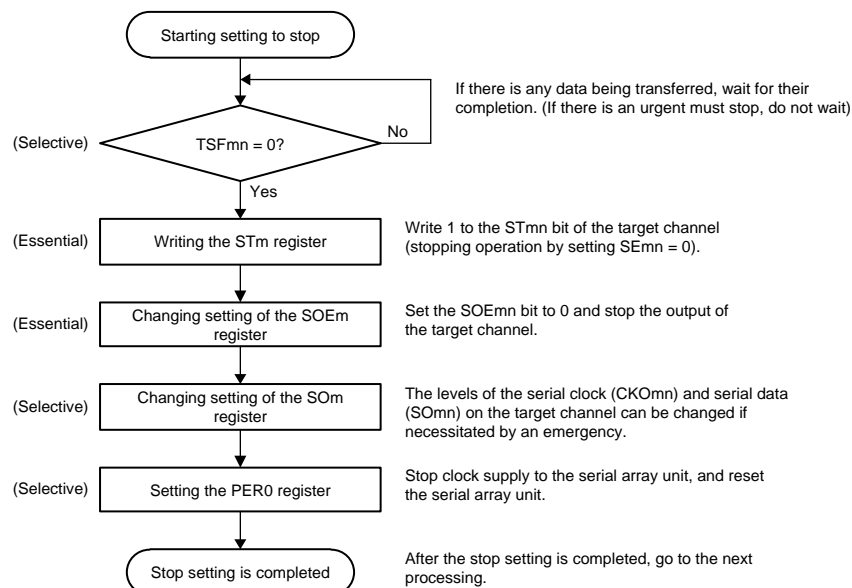 Starting setting to stop
If there is any data being transferred, wait for their
completion. (If there is an urgent must stop, do not wait)
(Selective)
TSFmn = 0?
No
Yes
(Essential)
Writing the STm register
Write 1 to the STmn bit of the target channel
(stopping operation by setting SEmn = 0).
(Essential)
Changing setting of the SOEm
register
Set the SOEmn bit to 0 and stop the output of
the target channel.
(Selective)
Changing setting of the SOm
register
The levels of the serial clock (CKOmn) and serial data
(SOmn) on the target channel can be changed if
necessitated by an emergency.
(Selective)
Setting the PER0 register
Stop clock supply to the serial array unit, and reset
the serial array unit.
Stop setting is completed
After the stop setting is completed, go to the next
processing.